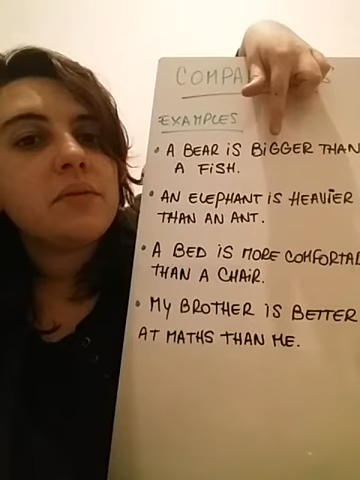 COMPA S
EXAMPLES
• A BEAR IS BIGGER THAN
A FISH.
• AN ELEPHANT IS HEAVIER
THAN AN ANT.
• A BED IS MORE COMFORTAB
THAN A CHAIR.
• MY BROTHER IS BETTER
AT MATHS THAN ME.